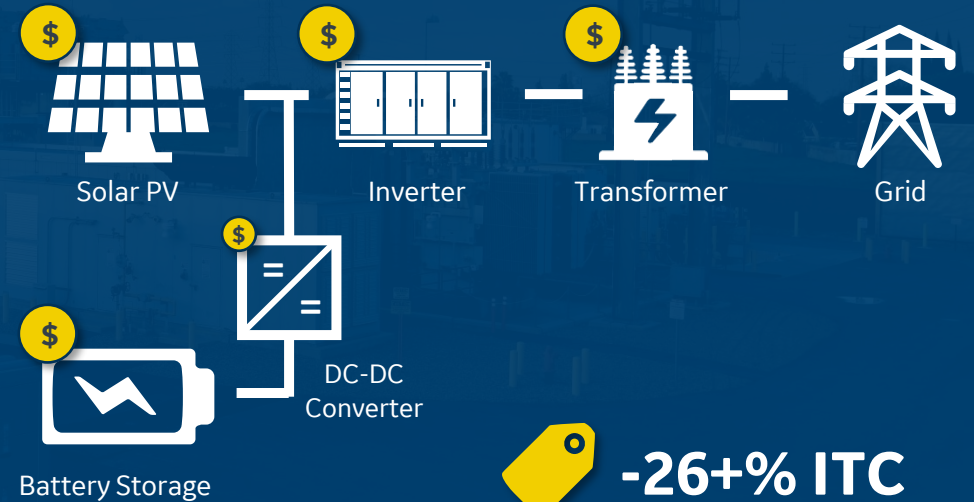 $
$
$
Solar PV
Inverter
Transformer
Grid
$
$
DC-DC
Converter
Battery Storage
-26+% ITC